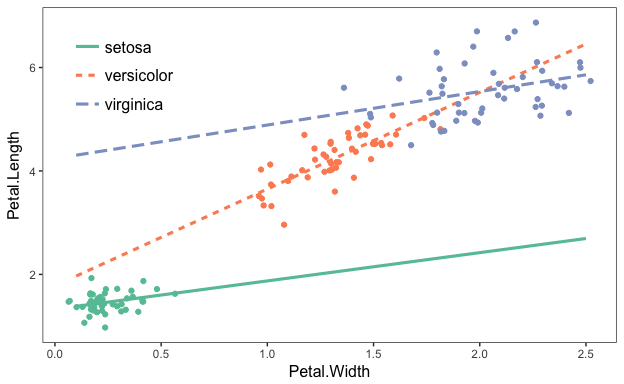 setosa
versicolor
virginica
6
4
2
Petal.Length
0.0 0.5 1.0 1.5 2.0 2.5
Petal.Width